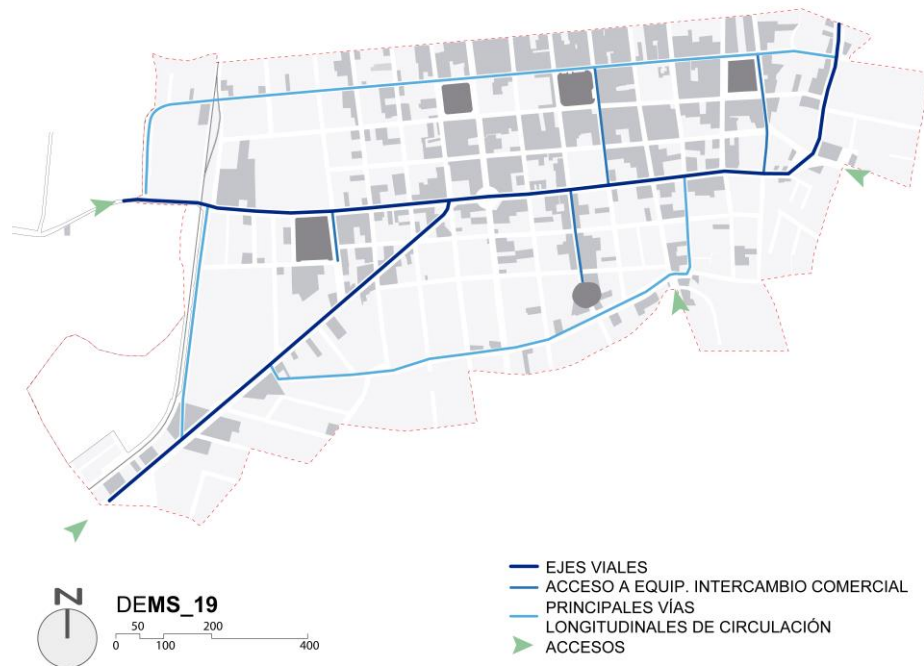 N
DEMS_19
50 200
0 100 400
EJES VIALES
ACCESO A EQUIP. INTERCAMBIO COMERCIAL
PRINCIPALES VÍAS
LONGITUDINALES DE CIRCULACIÓN
ACCESOS